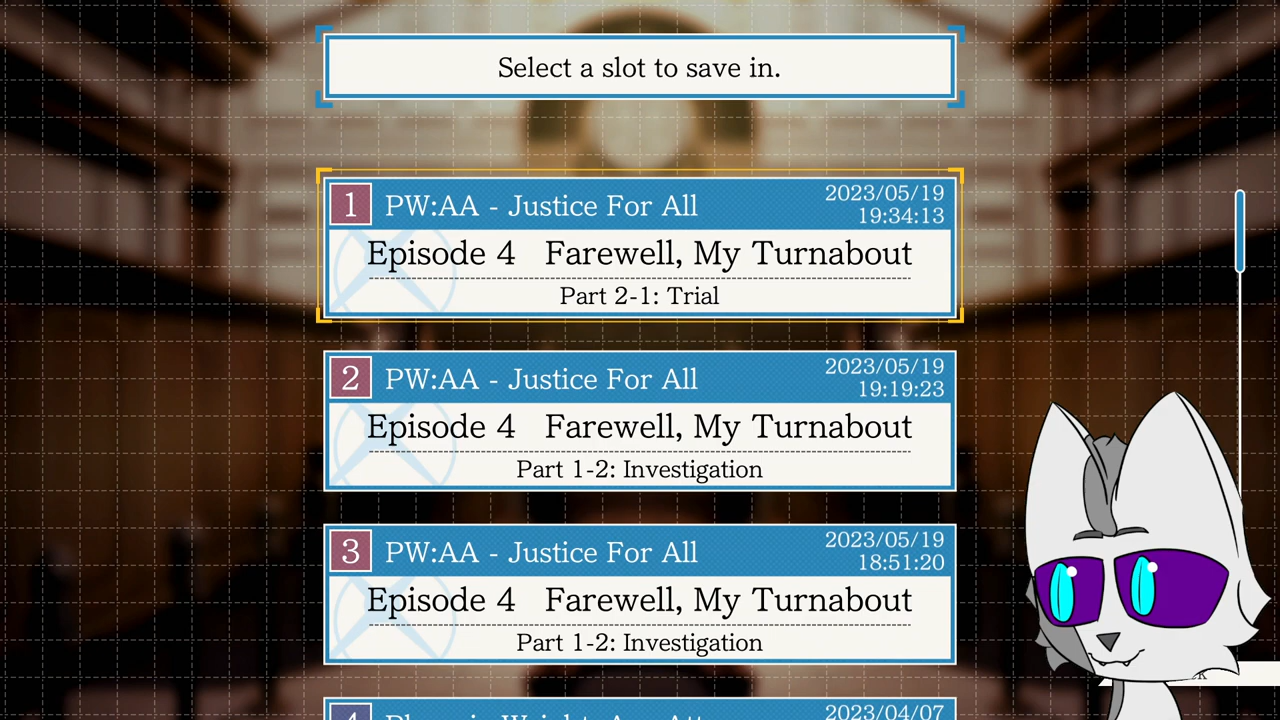 Select a slot to save in.
1 PW:AA - Justice For All 2023/05/19
19:34:13
Episode 4 Farewell, My Turnabout
Part 2-1: Trial
2 PW:AA - Justice For All 2023/05/19
19:19:23
Episode 4 Farewell, My Turnabout
Part 1-2: Investigation
3 PW:AA - Justice For All 2023/05/19
18:51:20
Episode 4 Farewell, My Turnabout
Part 1-2: Investigation
2023/04/07